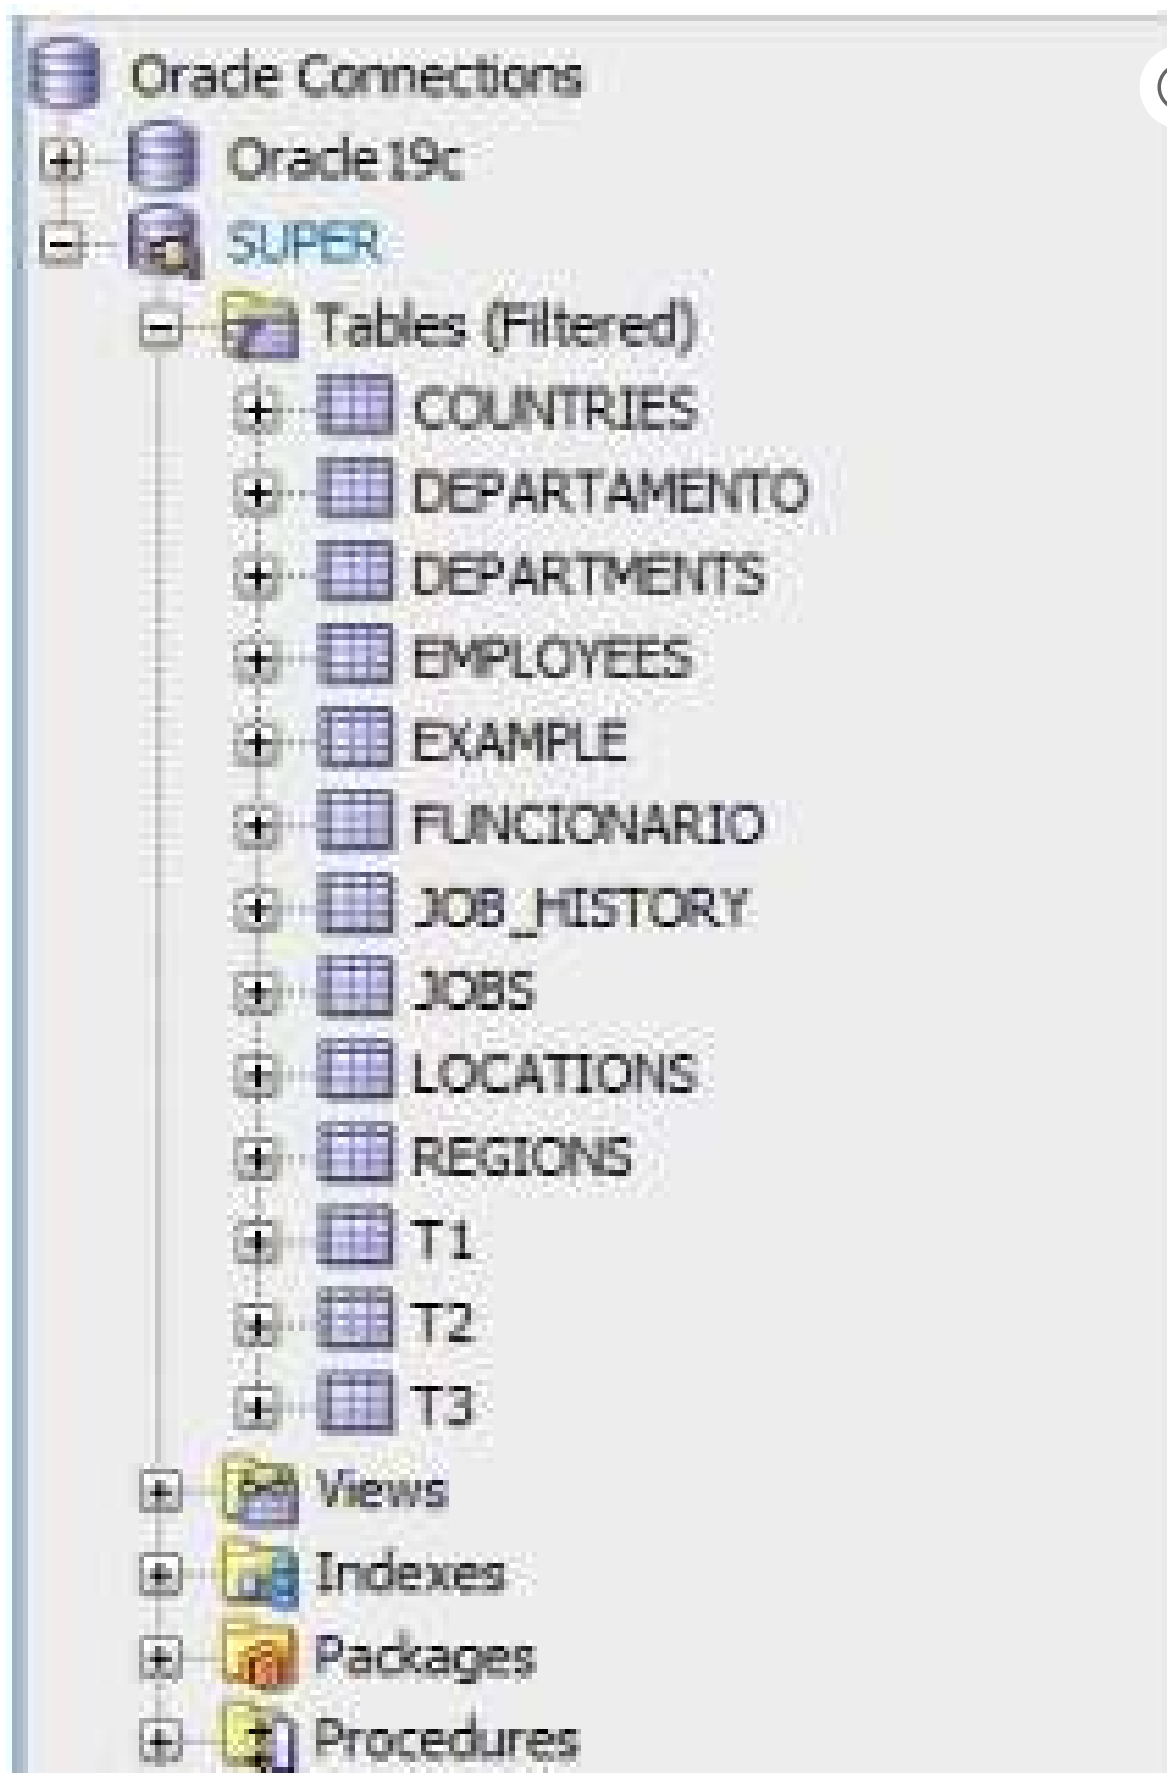 Oracle Connections
Oracle19c
SUPER
Tables (Filtered)
COUNTRIES
DEPARTAMENTO
DEPARTMENTS
EMPLOYEES
EXAMPLE
FUNCIONARIO
JOB_HISTORY
JOBS
LOCATIONS
REGIONS
T1
T2
T3
Views
Indexes
Packages
Procedures